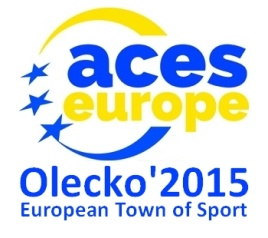 aces
europe
Olecko'2015
European Town of Sport